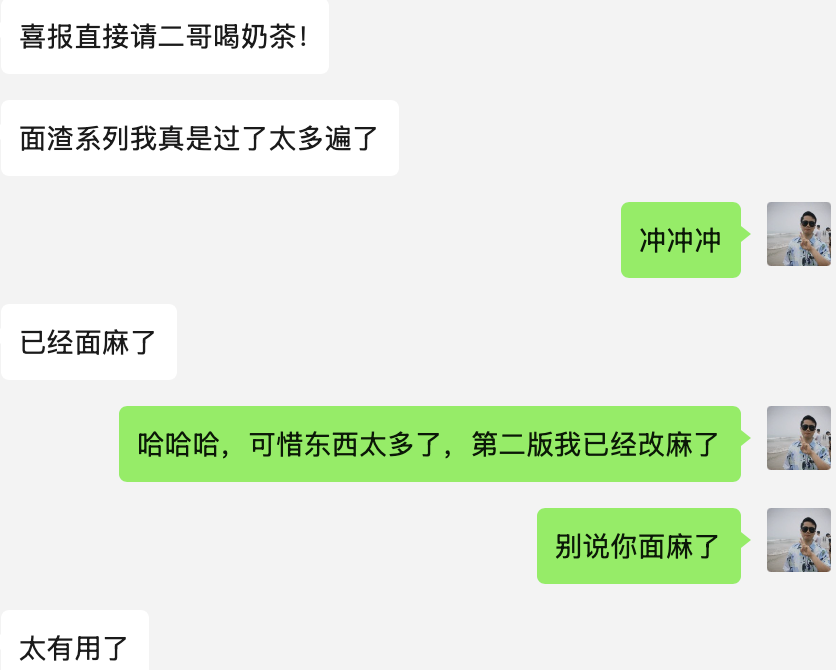 喜报直接请二哥喝奶茶！
面渣系列我真是过了太多遍了
冲冲冲
已经面麻了
哈哈哈，可惜东西太多了，第二版我已经改麻了
别说你面麻了
太有用了